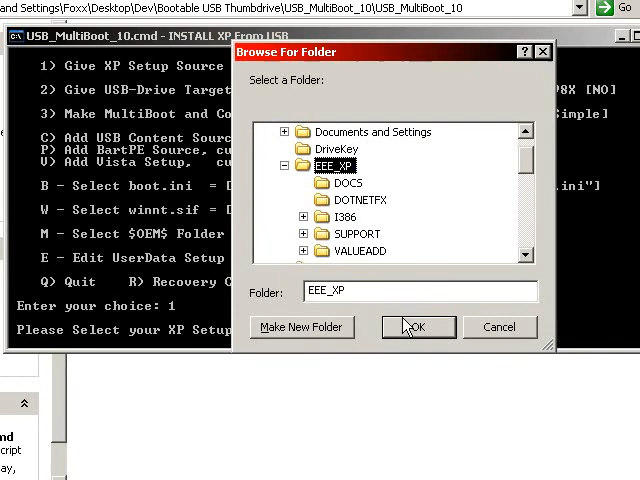 and Settings\Foxx\Desktop\Dev\Bootable USB Thumbdrive\USB_MultiBoot_10\USB_MultiBoot_10
Go
USB_MultiBoot_10.cmd - INSTALL XP From USB
1) Give XP Setup Source
2) Give USB-Drive Target
98X [NO]
3) Make MultiBoot and Co
Simple]
C) Add USB Content Sourc
P) Add BartPE Source, cu
V) Add Vista Setup, cu
B - Select boot.ini = [
.ini"]
W - Select winnt.sif = [
M - Select $OEM$ Folder
E - Edit UserData Setup
Q) Quit R) Recovery C
Enter your choice: 1
Please Select your XP Setup
Browse For Folder
Select a Folder:
Documents and Settings
DriveKey
EEE_XP
DOCS
DOTNETFX
I386
SUPPORT
VALUEADD
Folder: EEE_XP
Make New Folder OK Cancel
md
cript
ay,